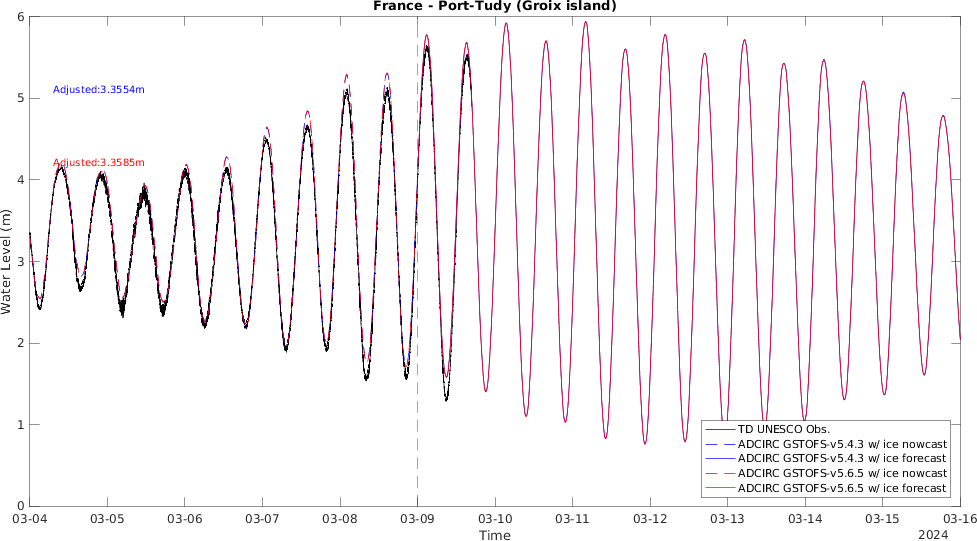 France - Port-Tudy (Groix island)
6
5
4
3
2
1
0
Water Level (m)
Adjusted:3.3554m
Adjusted:3.3585m
TD UNESCO Obs.
ADCIRC GSTOFS-v5.4.3 w/ ice nowcast
ADCIRC GSTOFS-v5.4.3 w/ ice forecast
ADCIRC GSTOFS-v5.6.5 w/ ice nowcast
ADCIRC GSTOFS-v5.6.5 w/ ice forecast
03-04 03-05 03-06 03-07 03-08 03-09 03-10 03-11 03-12 03-13 03-14 03-15 03-16
Time
2024